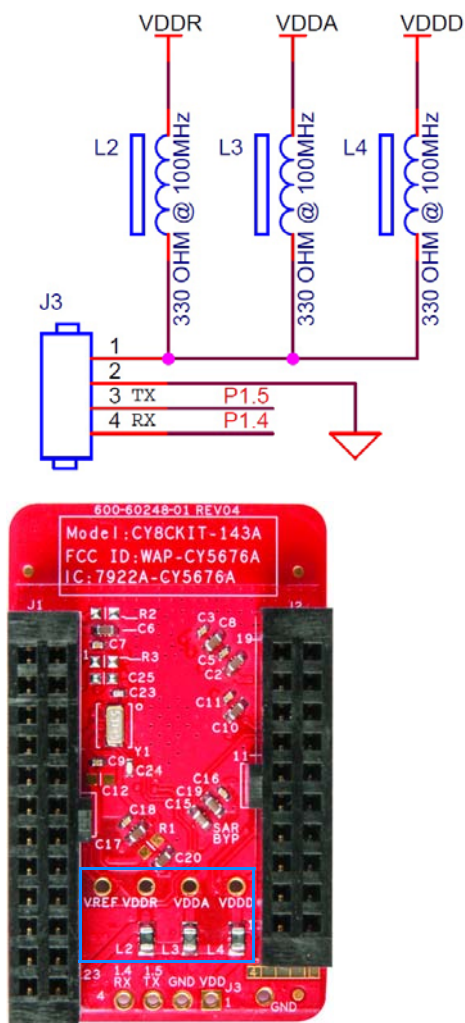 VDDR VDDA VDDD
L2 330 OHM @ 100MHz
L3 330 OHM @ 100MHz
L4 330 OHM @ 100MHz
J3
1
2
3 TX P1.5
4 RX P1.4
600-60248-01 REV04
Model:CY8CKIT-143A
FCC ID:WAP-CY5676A
IC:7922A-CY5676A
J1 J2
R2
C6
C3 C8
19
C7
1 R3
C5
C2
C25
C23
C11
C10
Y1
C9 C24
11
C12
C16
C19
C15
C18
R1
SAR
BYP
C17
C20
VREF VDDR VDDA VDDD
L2 L3 L4
23 1.4 1.5 J3
RX TX GND VDD
4 1
GND